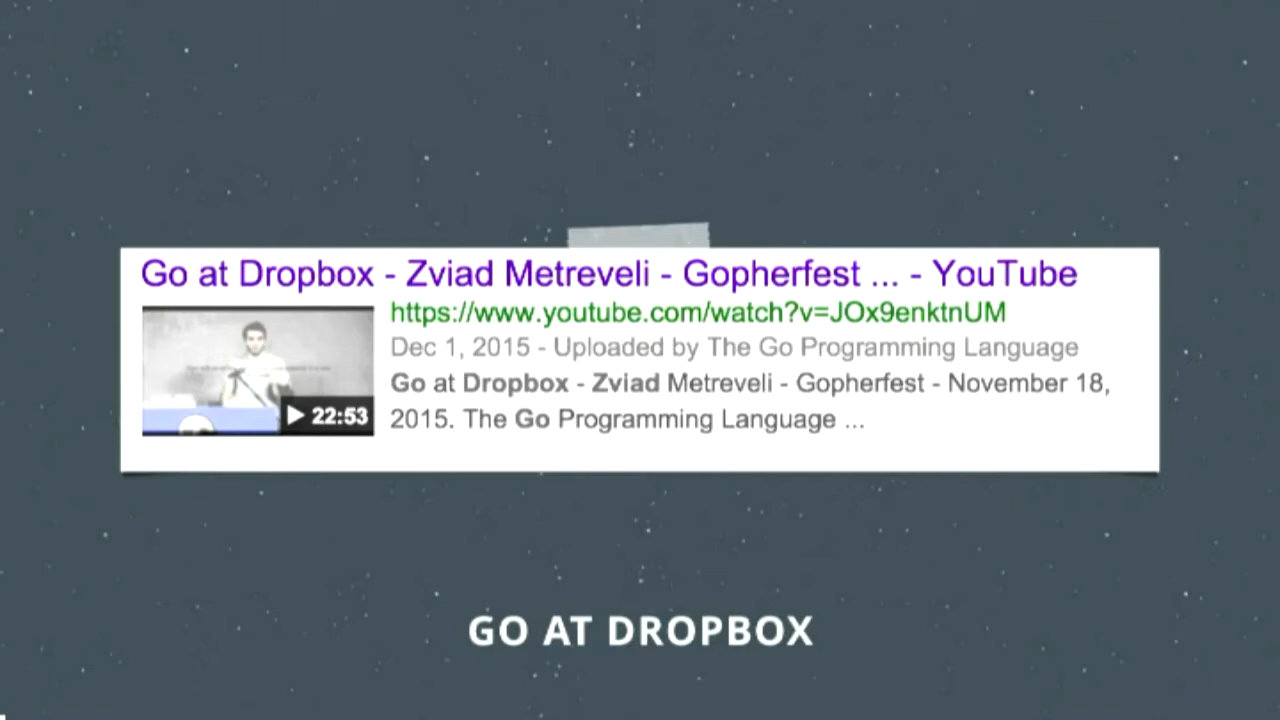 Go at Dropbox - Zviad Metreveli - Gopherfest ... - YouTube
https://www.youtube.com/watch?v=JOx9enktnUM
Dec 1, 2015 - Uploaded by The Go Programming Language
Go at Dropbox - Zviad Metreveli - Gopherfest - November 18,
2015. The Go Programming Language ...
22:53
GO AT DROPBOX